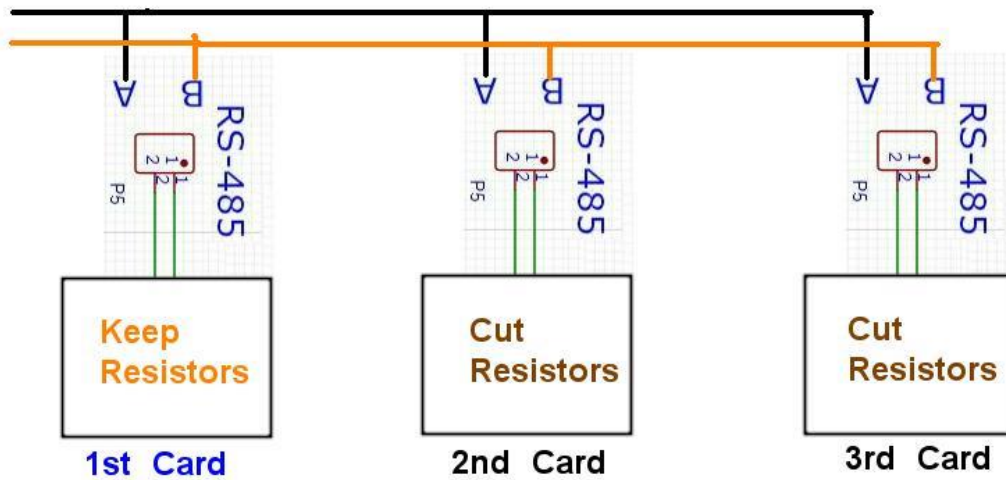 A B
RS-485
1 2
1 2
P5
A B
RS-485
1 2
1 2
P5
A B
RS-485
1 2
1 2
P5
Keep
Resistors
Cut
Resistors
Cut
Resistors
1st Card
2nd Card
3rd Card